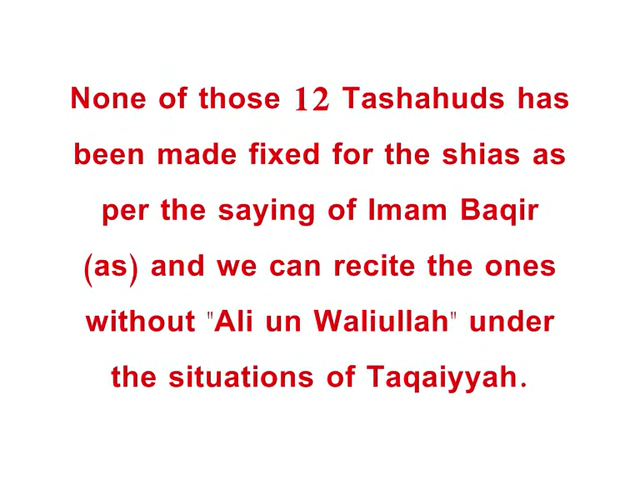 None of those 12 Tashahuds has
been made fixed for the shias as
per the saying of Imam Baqir
(as) and we can recite the ones
without "Ali un Waliullah" under
the situations of Taqaiyyah.